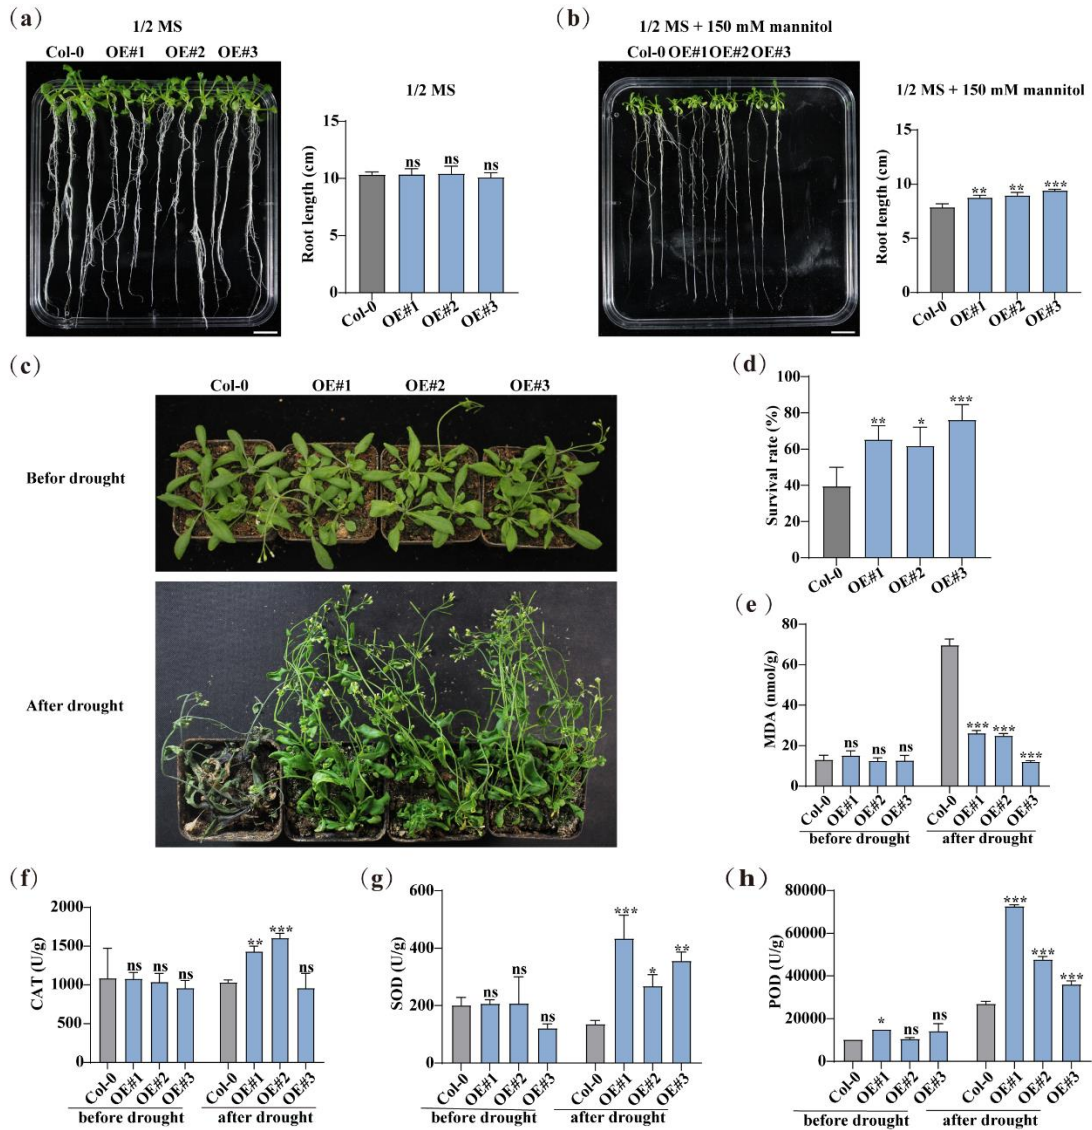 (a)
1/2 MS
Col-0 OE#1 OE#2 OE#3
1/2 MS
Root length (cm)
15
10
5
0
ns ns ns
Col-0 OE#1 OE#2 OE#3
(b)
1/2 MS + 150 mM mannitol
Col-0 OE#1 OE#2 OE#3
1/2 MS + 150 mM mannitol
Root length (cm)
15
10
5
0
** ** ***
Col-0 OE#1 OE#2 OE#3
(c)
Col-0 OE#1 OE#2 OE#3
Befor drought
After drought
(d)
Survival rate (%)
100
80
60
40
20
0
** * ***
Col-0 OE#1 OE#2 OE#3
(e)
MDA (nmol/g)
80
60
40
20
0
ns ns ns *** *** ***
Col-0 OE#1 OE#2 OE#3 Col-0 OE#1 OE#2 OE#3
before drought after drought
(f)
CAT (U/g)
2000
1500
1000
500
0
ns ns ns ** *** ns
Col-0 OE#1 OE#2 OE#3 Col-0 OE#1 OE#2 OE#3
before drought after drought
(g)
SOD (U/g)
600
400
200
0
ns ns ns *** * **
Col-0 OE#1 OE#2 OE#3 Col-0 OE#1 OE#2 OE#3
before drought after drought
(h)
POD (U/g)
80000
60000
40000
20000
0
* ns ns *** *** ***
Col-0 OE#1 OE#2 OE#3 Col-0 OE#1 OE#2 OE#3
before drought after drought